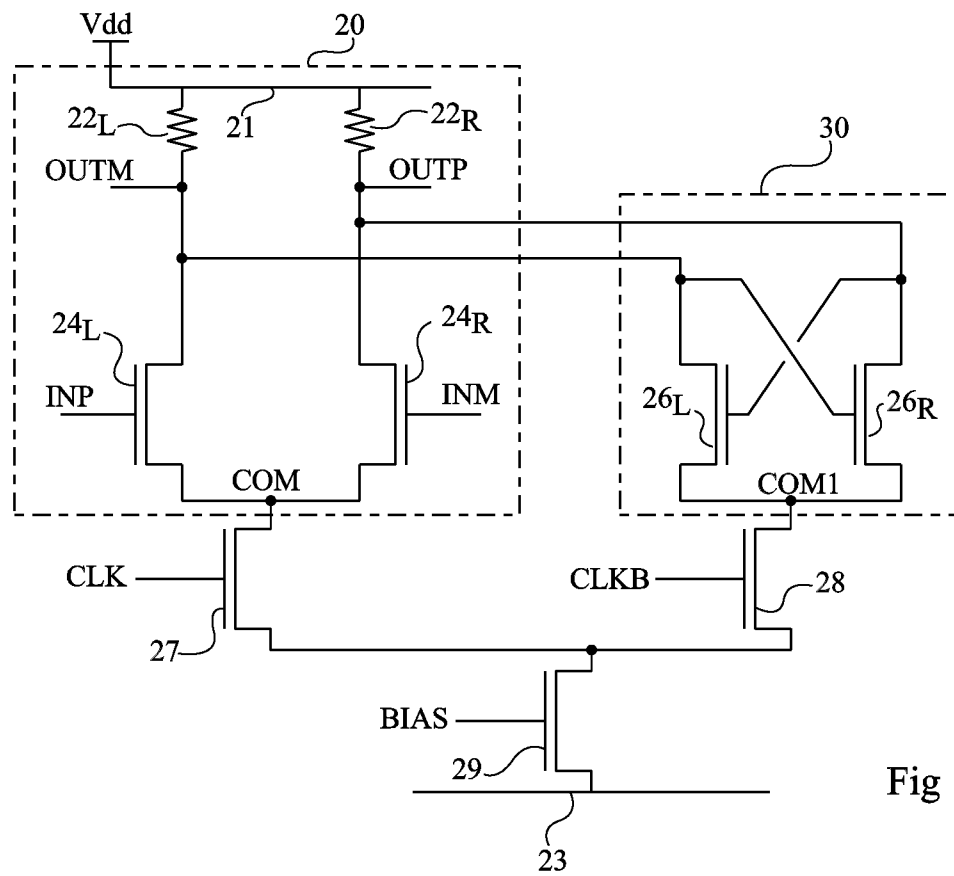 Vdd
20
22L
21
22R
OUTM
OUTP
30
24L
24R
INP
INM
26L
26R
COM
COM1
CLK
CLKB
28
27
BIAS
29
Fig
23